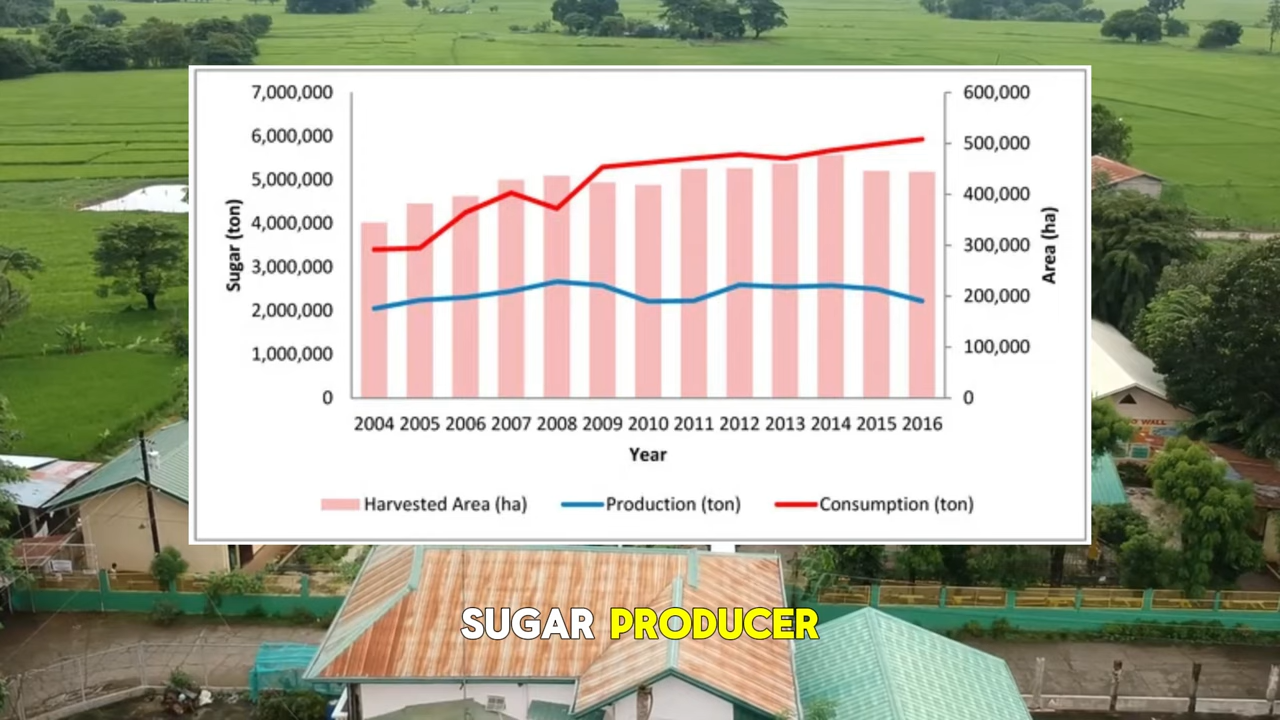 7,000,000
6,000,000
5,000,000
4,000,000
3,000,000
2,000,000
1,000,000
0
Sugar (ton)
600,000
500,000
400,000
300,000
200,000
100,000
0
Area (ha)
2004 2005 2006 2007 2008 2009 2010 2011 2012 2013 2014 2015 2016
Year
Harvested Area (ha) Production (ton) Consumption (ton)
WALL
SUGAR PRODUCER